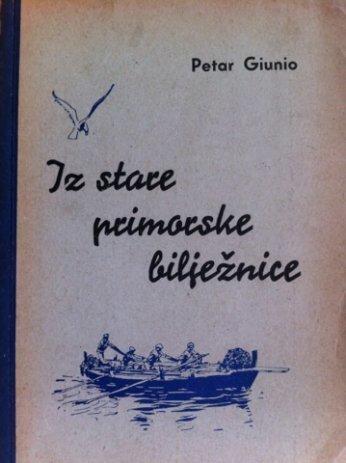 Petar Giunio
Iz stare
primorske
bilježnice